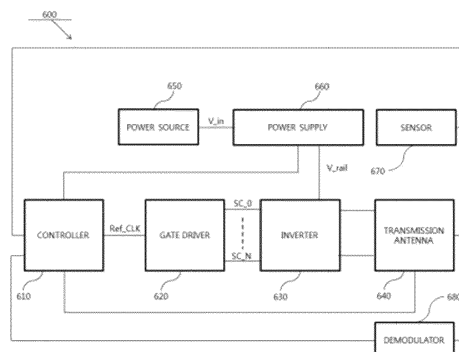 600
650
660
V_in
POWER SOURCE
POWER SUPPLY
SENSOR
V_rail
670
CONTROLLER
Ref_CLK
GATE DRIVER
SC_0
SC_N
INVERTER
TRANSMISSION
ANTENNA
610
620
630
640
680
DEMODULATOR